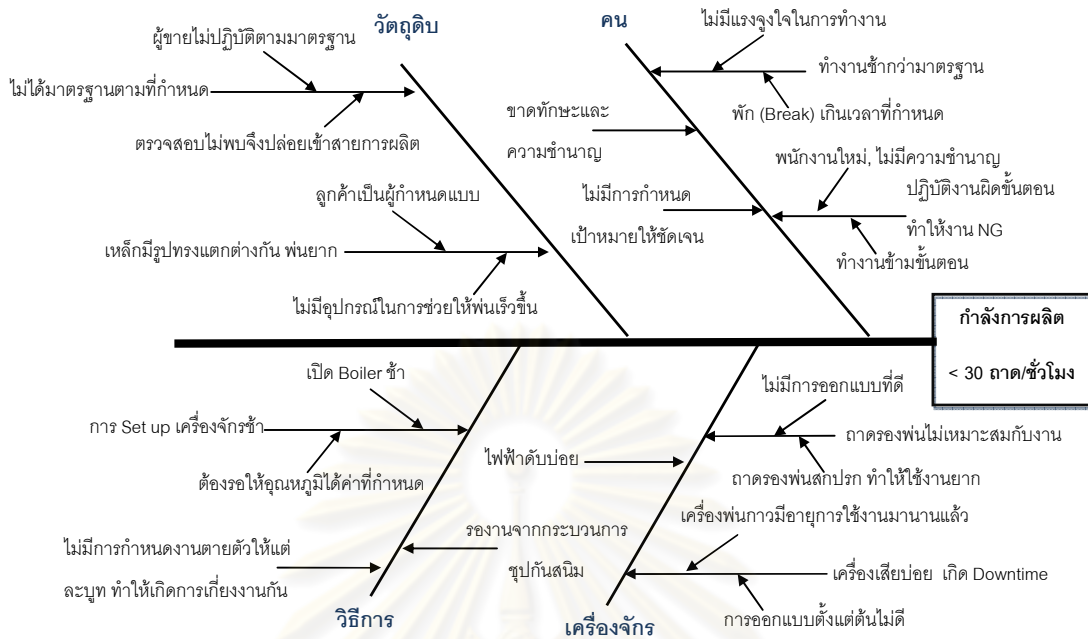 วัตถุดิบ
ผู้ขายไม่ปฏิบัติตามมาตรฐาน
ไม่ได้มาตรฐานตามที่กำหนด
ตรวจสอบไม่พบจึงปล่อยเข้าสายการผลิต
ลูกค้าเป็นผู้กำหนดแบบ
เหล็กมีรูปทรงแตกต่างกัน พ่นยาก
ไม่มีอุปกรณ์ในการช่วยให้พ่นเร็วขึ้น
คน
ไม่มีแรงจูงใจในการทำงาน
ทำงานช้ากว่ามาตรฐาน
พัก (Break) เกินเวลาที่กำหนด
ขาดทักษะและ
ความชำนาญ
พนักงานใหม่, ไม่มีความชำนาญ
ปฏิบัติงานผิดขั้นตอน
ทำให้งาน NG
ทำงานข้ามขั้นตอน
ไม่มีการกำหนด
เป้าหมายให้ชัดเจน
กำลังการผลิต
< 30 ถาด/ชั่วโมง
เปิด Boiler ช้า
การ Set up เครื่องจักรช้า
ต้องรอให้อุณหภูมิได้ค่าที่กำหนด
ไม่มีการกำหนดงานตายตัวให้แต่
ละบูท ทำให้เกิดการเกี่ยงงานกัน
รองานจากกระบวนการ
ชุปกันสนิม
วิธีการ
ไม่มีการออกแบบที่ดี
ถาดรองพ่นไม่เหมาะสมกับงาน
ไฟฟ้าดับบ่อย
ถาดรองพ่นสกปรก ทำให้ใช้งานยาก
เครื่องพ่นกาวมีอายุการใช้งานมานานแล้ว
เครื่องเสียบ่อย เกิด Downtime
การออกแบบตั้งแต่ต้นไม่ดี
เครื่องจักร